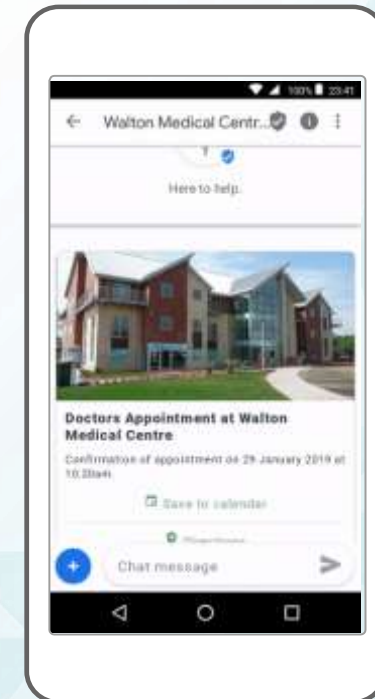 100% 23:41
Walton Medical Centr...
Here to help.
Doctors Appointment at Walton
Medical Centre
Confirmation of appointment on 29 January 2019 at
10:20am
Save to calendar
Chat message